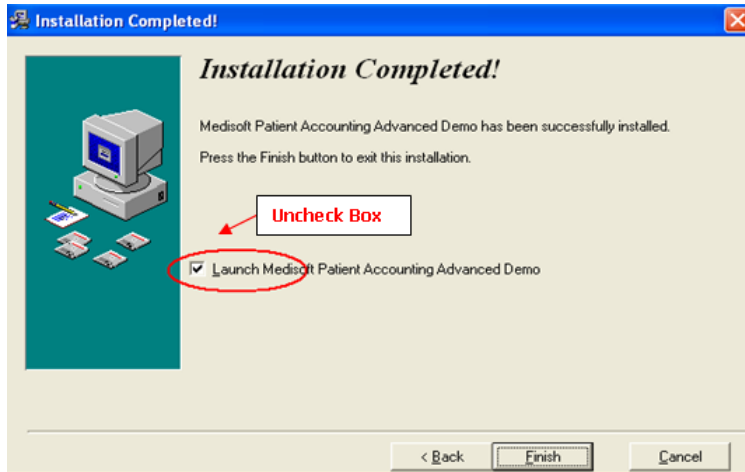 Installation Completed!
Installation Completed!
Medisoft Patient Accounting Advanced Demo has been successfully installed.
Press the Finish button to exit this installation.
Uncheck Box
Launch Medisoft Patient Accounting Advanced Demo
< Back Finish Cancel